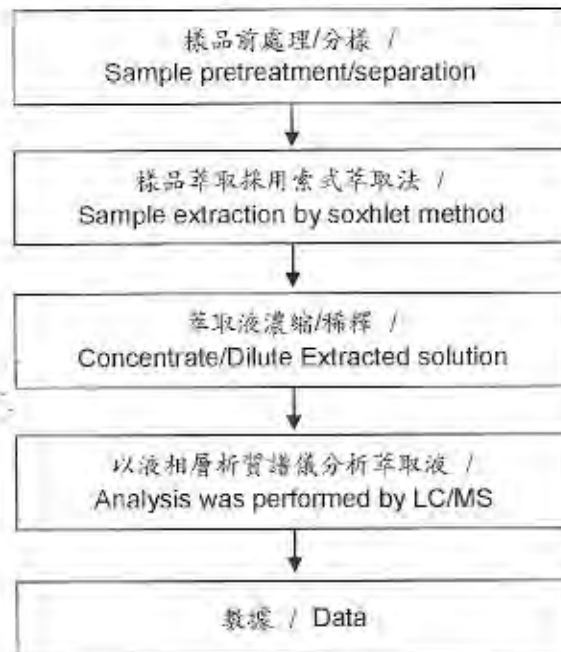 樣品前處理/分樣 /
Sample pretreatment/separation
樣品萃取採用索式萃取法 /
Sample extraction by soxhlet method
萃取液濃縮/稀釋 /
Concentrate/Dilute Extracted solution
以液相層析質譜儀分析萃取液 /
Analysis was performed by LC/MS
數據 / Data